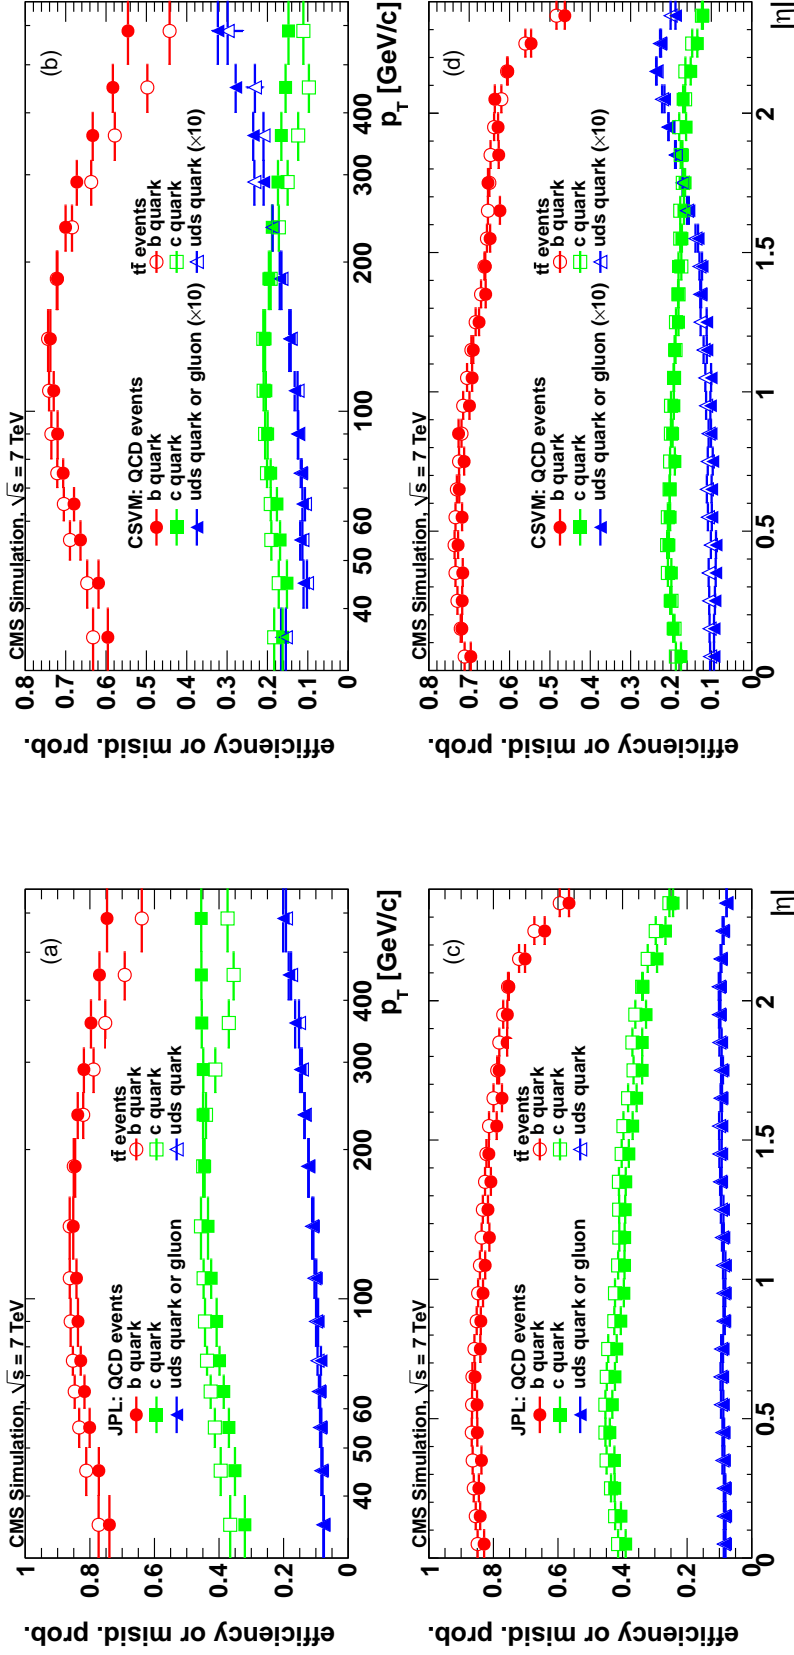 CMS Simulation, √s = 7 TeV
(a)
JPL: QCD events
b quark
c quark
uds quark or gluon
tt̄ events
b quark
c quark
uds quark
efficiency or misid. prob.
1
0.8
0.6
0.4
0.2
0
40 50 60 100 200 300 400
p_T [GeV/c]
CMS Simulation, √s = 7 TeV
(b)
CSVM: QCD events
b quark
c quark
uds quark or gluon (×10)
tt̄ events
b quark
c quark
uds quark (×10)
efficiency or misid. prob.
0.8
0.7
0.6
0.5
0.4
0.3
0.2
0.1
0
40 50 60 100 200 300 400
p_T [GeV/c]
CMS Simulation, √s = 7 TeV
(c)
JPL: QCD events
b quark
c quark
uds quark or gluon
tt̄ events
b quark
c quark
uds quark
efficiency or misid. prob.
1
0.8
0.6
0.4
0.2
0
0 0.5 1 1.5 2
|η|
CMS Simulation, √s = 7 TeV
(d)
CSVM: QCD events
b quark
c quark
uds quark or gluon (×10)
tt̄ events
b quark
c quark
uds quark (×10)
efficiency or misid. prob.
0.8
0.7
0.6
0.5
0.4
0.3
0.2
0.1
0
0 0.5 1 1.5 2
|η|